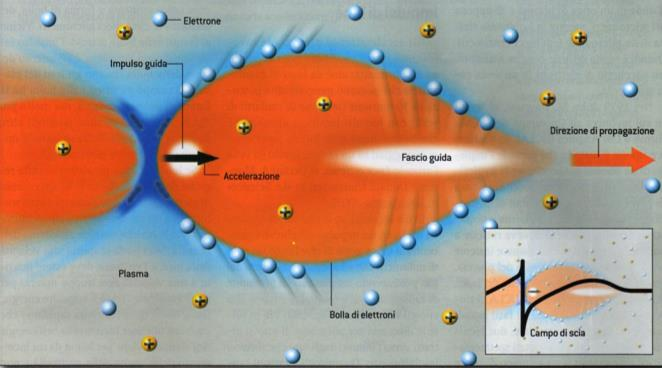 Elettrone
Impulso guida
Direzione di propagazione
Fascio guida
Accelerazione
Plasma
Bolla di elettroni
Campo di scia